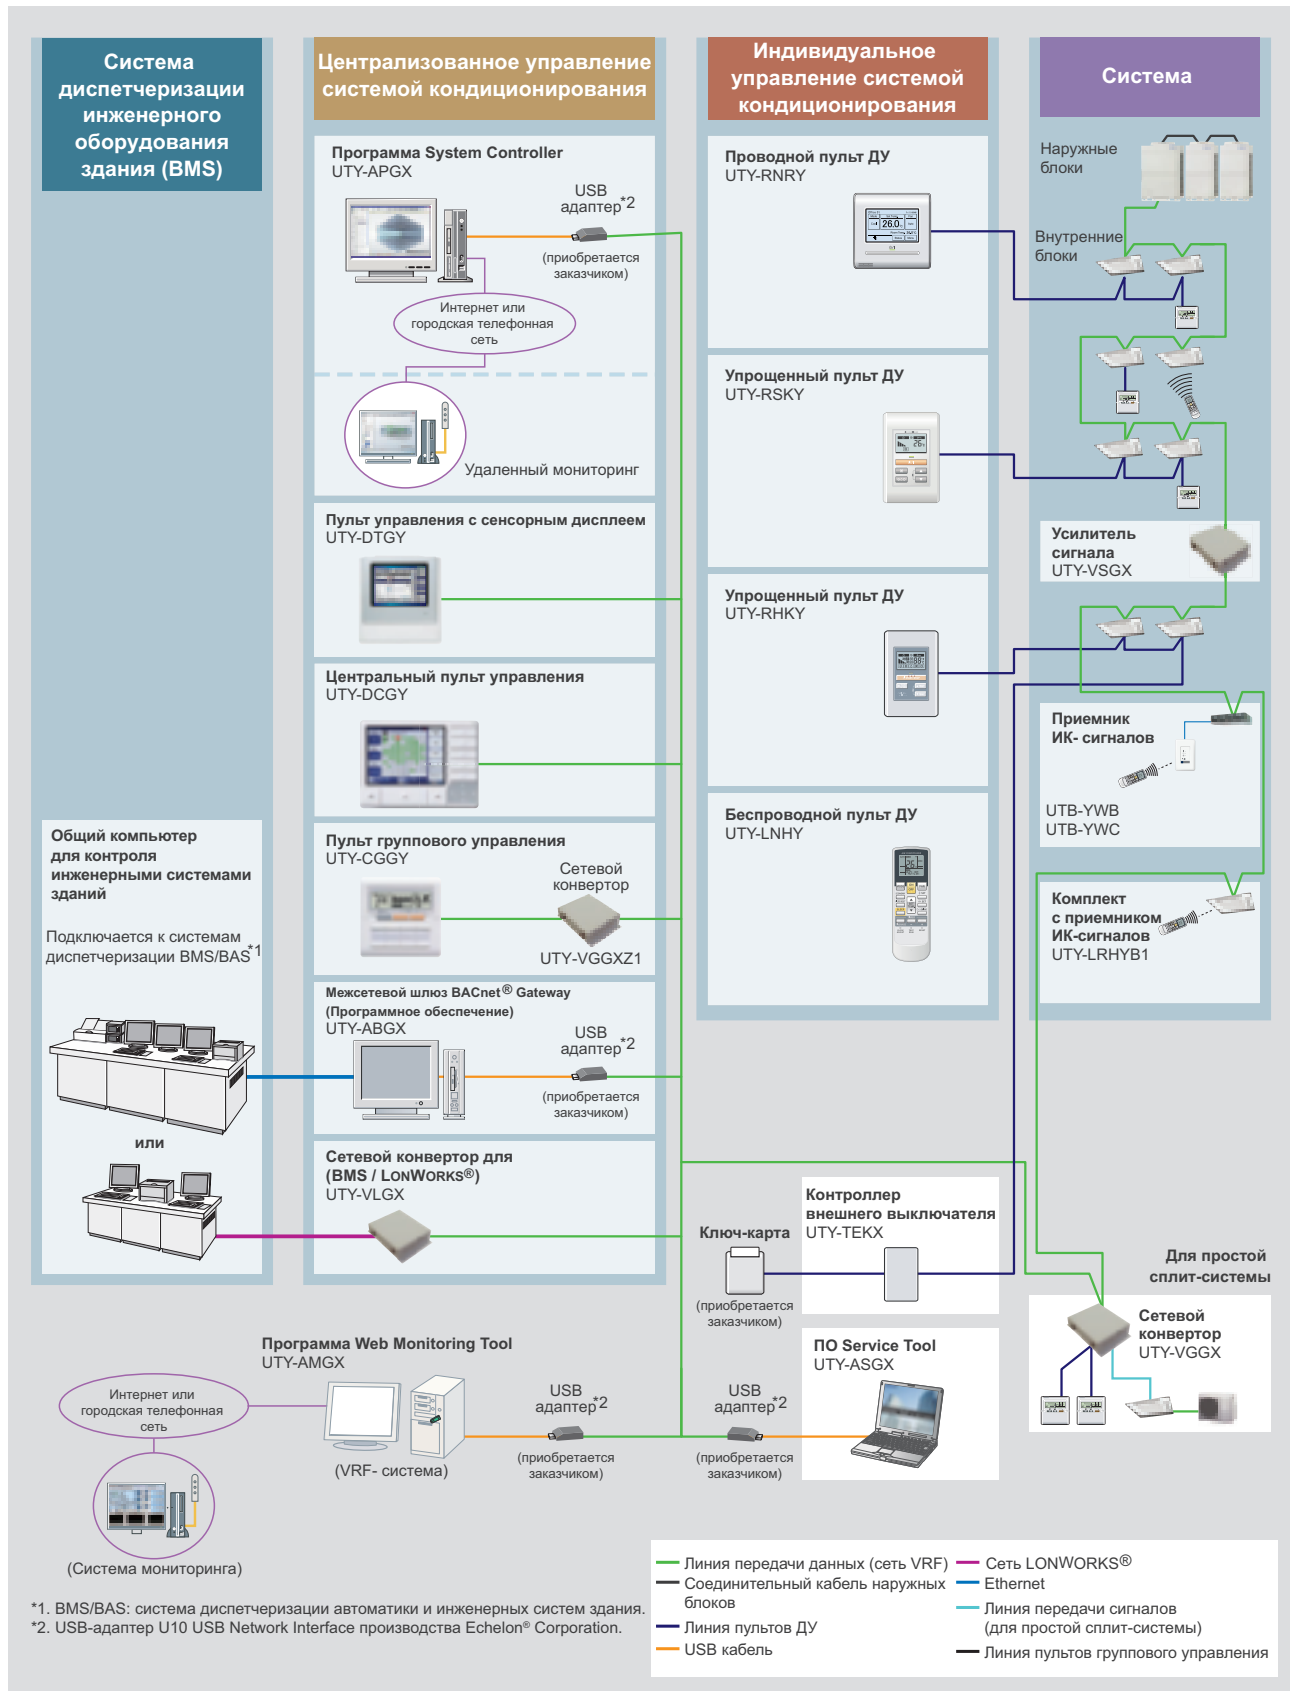 Система
диспетчеризации
инженерного
оборудования
здания (BMS)
Общий компьютер
для контроля
инженерными системами
зданий
Подключается к системам
диспетчеризации BMS/BAS*1
или
Централизованное управление
системой кондиционирования
Программа System Controller
UTY-APGX
USB
адаптер*2
(приобретается
заказчиком)
Интернет или
городская телефонная
сеть
Удаленный мониторинг
Пульт управления с сенсорным дисплеем
UTY-DTGY
Центральный пульт управления
UTY-DCGY
Пульт группового управления
UTY-CGGY
Сетевой
конвертор
UTY-VGGXZ1
Межсетевой шлюз BACnet® Gateway
(Программное обеспечение)
UTY-ABGX
USB
адаптер*2
(приобретается
заказчиком)
Сетевой конвертор для
(BMS / LONWORKS®)
UTY-VLGX
Индивидуальное
управление системой
кондиционирования
Проводной пульт ДУ
UTY-RNRY
26.0
Упрощенный пульт ДУ
UTY-RSKY
Упрощенный пульт ДУ
UTY-RHKY
Беспроводной пульт ДУ
UTY-LNHY
Система
Наружные
блоки
Внутренние
блоки
Усилитель
сигнала
UTY-VSGX
Приемник
ИК- сигналов
UTB-YWB
UTB-YWC
Комплект
с приемником
ИК-сигналов
UTY-LRHYB1
Ключ-карта
(приобретается
заказчиком)
Контроллер
внешнего выключателя
UTY-TEKX
Для простой
сплит-системы
Сетевой
конвертор
UTY-VGGX
Программа Web Monitoring Tool
UTY-AMGX
Интернет или
городская телефонная
сеть
(VRF- система)
USB
адаптер*2
(приобретается
заказчиком)
USB
адаптер*2
(приобретается
заказчиком)
ПО Service Tool
UTY-ASGX
(Система мониторинга)
Линия передачи данных (сеть VRF)
Соединительный кабель наружных
блоков
Линия пультов ДУ
USB кабель
Сеть LONWORKS®
Ethernet
Линия передачи сигналов
(для простой сплит-системы)
Линия пультов группового управления
*1. BMS/BAS: система диспетчеризации автоматики и инженерных систем здания.
*2. USB-адаптер U10 USB Network Interface производства Echelon® Corporation.